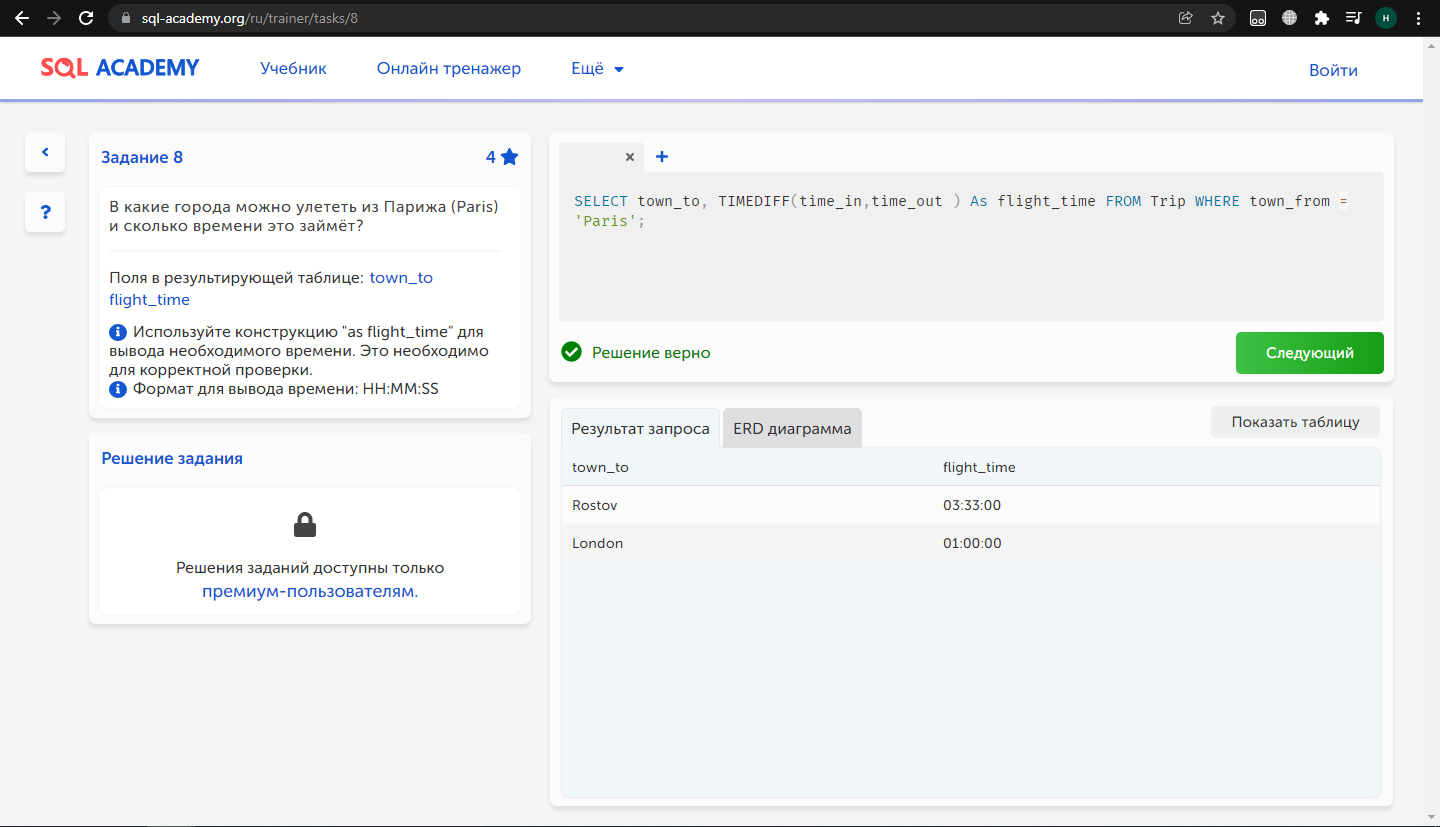 sql-academy.org/ru/trainer/tasks/8
H
SQL ACADEMY
Учебник
Онлайн тренажер
Ещё
Войти
Задание 8
4
В какие города можно улететь из Парижа (Paris)
и сколько времени это займёт?
Поля в результирующей таблице: town_to
flight_time
Используйте конструкцию "as flight_time" для
вывода необходимого времени. Это необходимо
для корректной проверки.
Формат для вывода времени: HH:MM:SS
Решение задания
Решения заданий доступны только
премиум-пользователям.
SELECT town_to, TIMEDIFF(time_in,time_out ) As flight_time FROM Trip WHERE town_from =
'Paris';
Решение верно
Следующий
Результат запроса
ERD диаграмма
Показать таблицу
town_to flight_time
Rostov 03:33:00
London 01:00:00